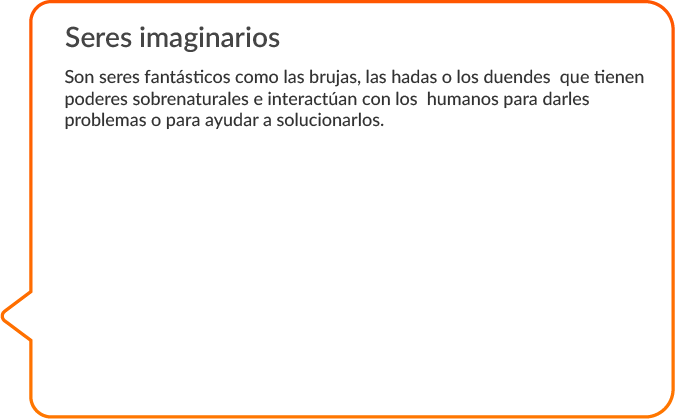 Seres imaginarios
Son seres fantásticos como las brujas, las hadas o los duendes  que tienen
poderes sobrenaturales e interactúan con los  humanos para darles
problemas o para ayudar a solucionarlos.